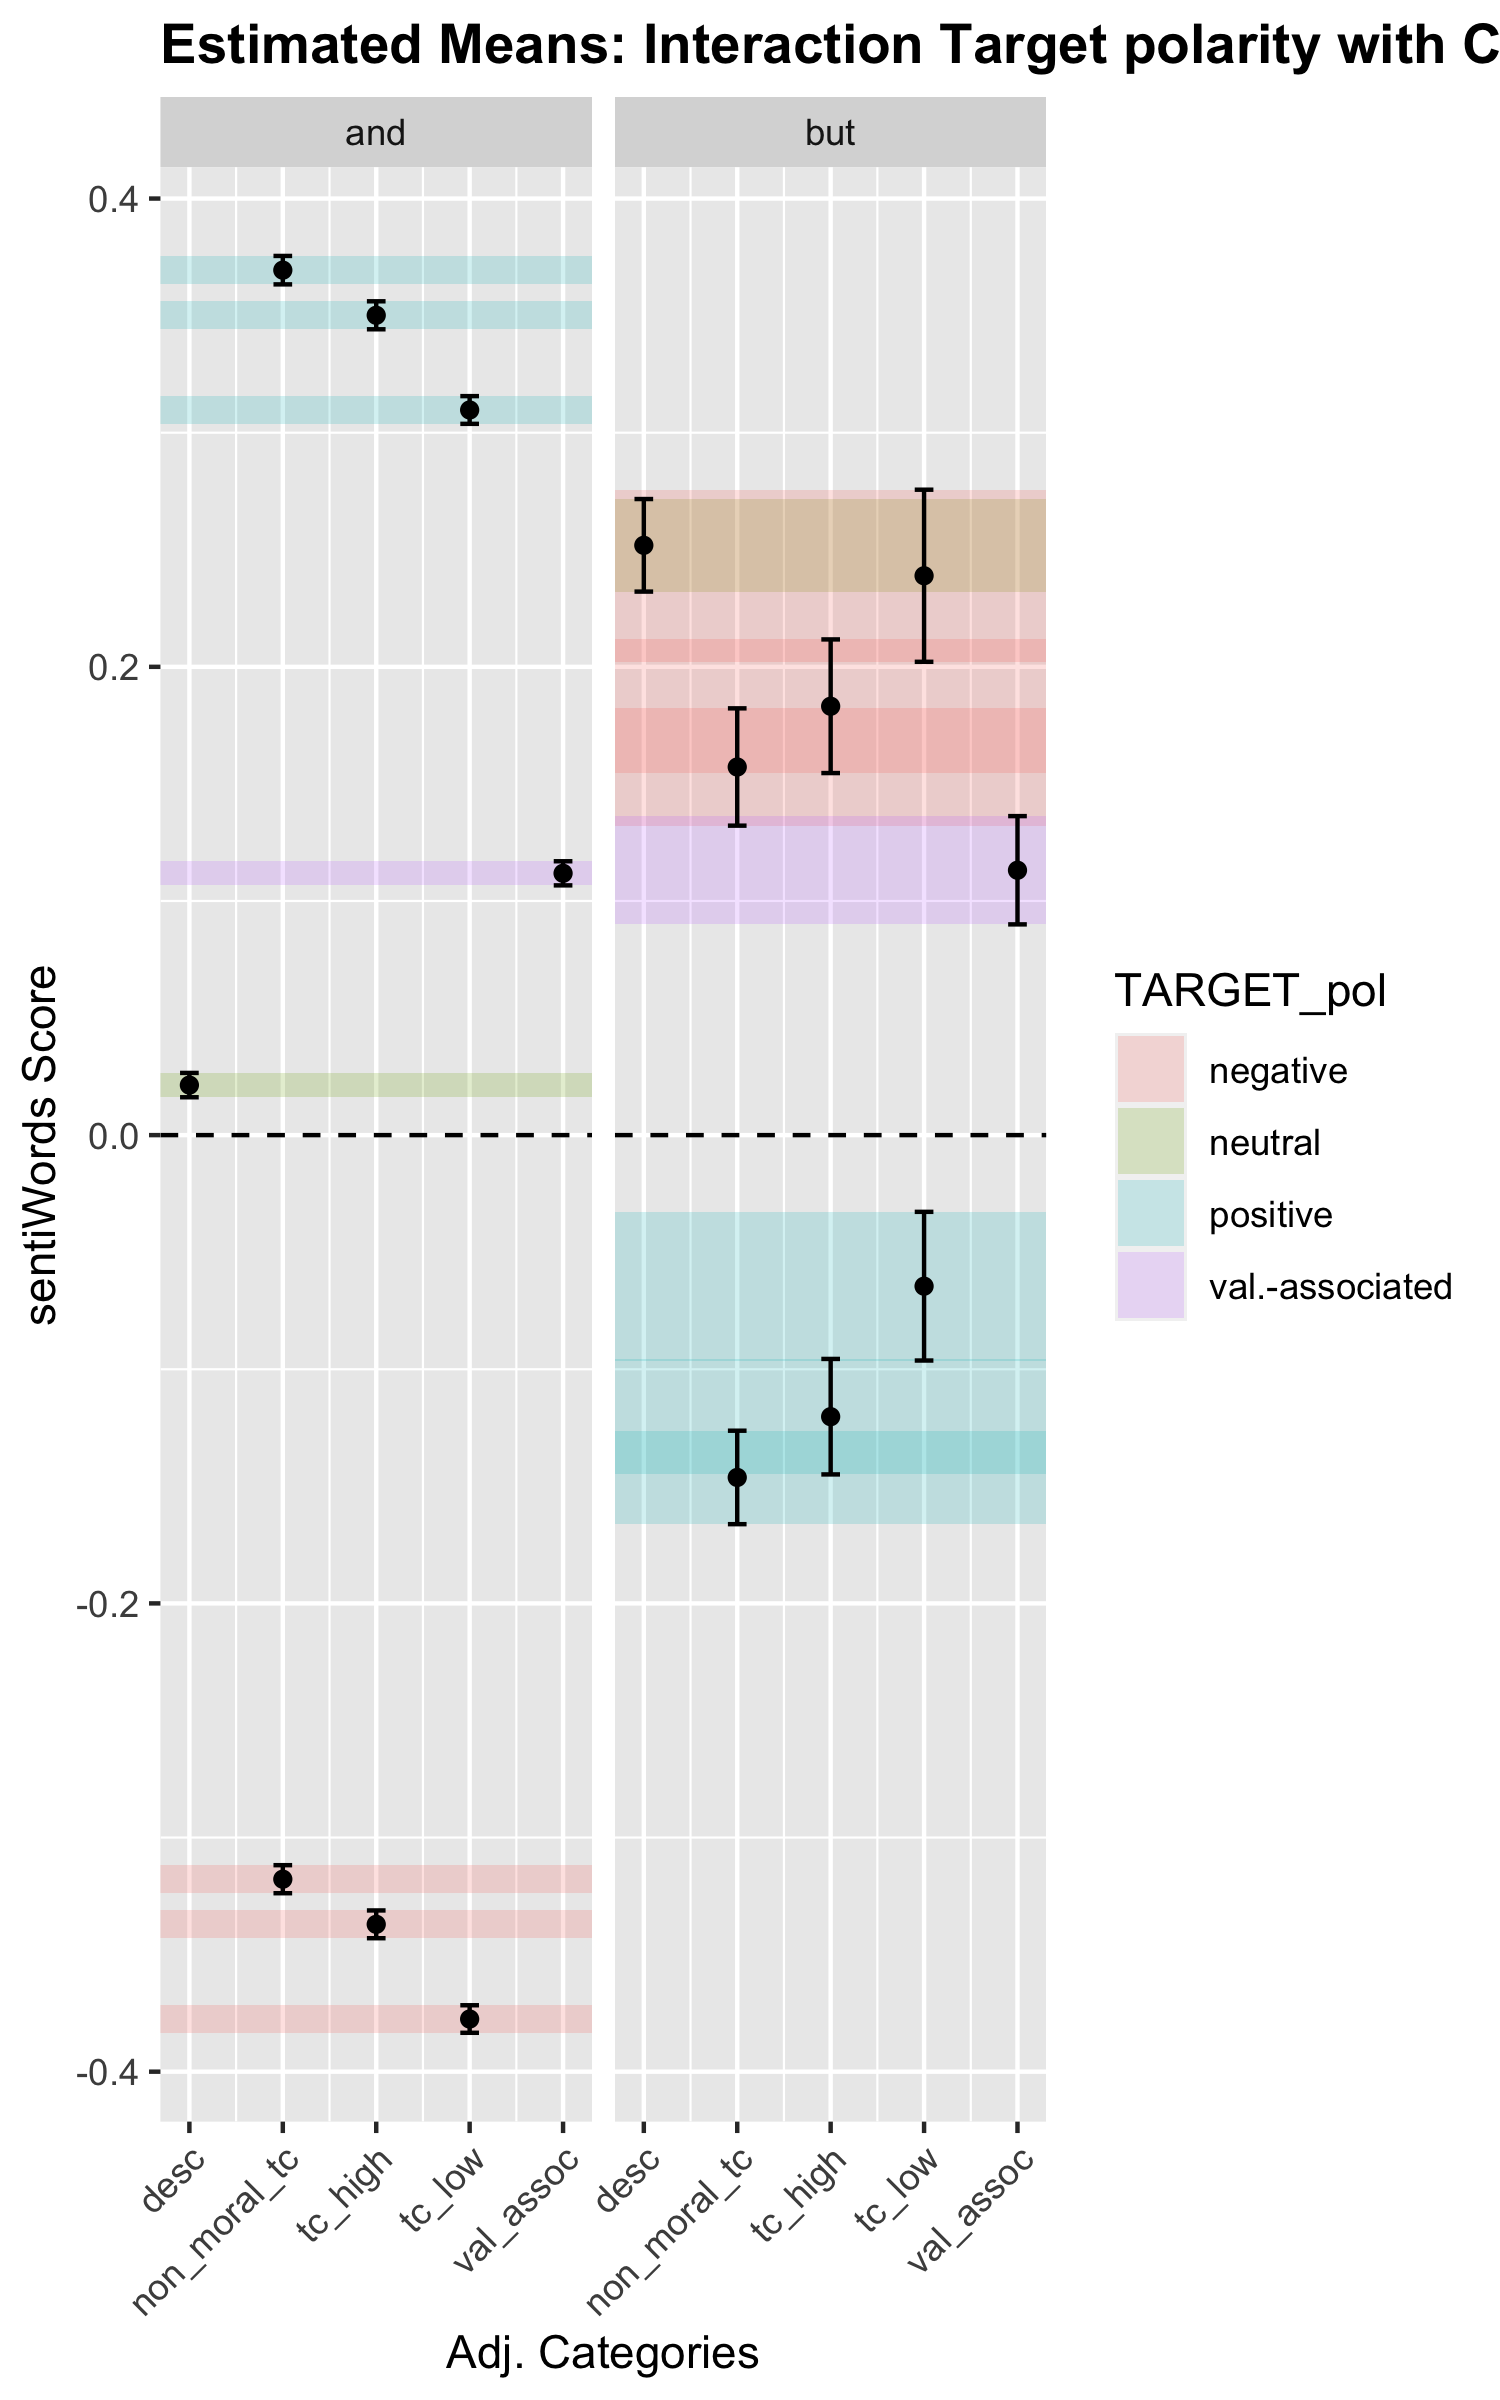 Estimated Means: Interaction Target polarity with C
and
but
0.4
0.2
0.0
-0.2
-0.4
sentiWords Score
desc
non_moral_tc
tc_high
tc_low
val_assoc
desc
non_moral_tc
tc_high
tc_low
val_assoc
Adj. Categories
TARGET_pol
negative
neutral
positive
val.-associated